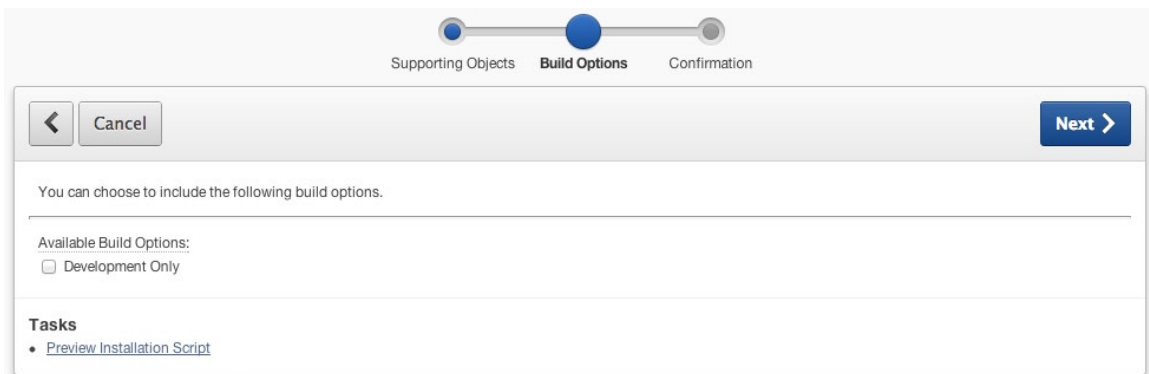 Supporting Objects Build Options Confirmation
Cancel Next
You can choose to include the following build options.
Available Build Options:
Development Only
Tasks
Preview Installation Script